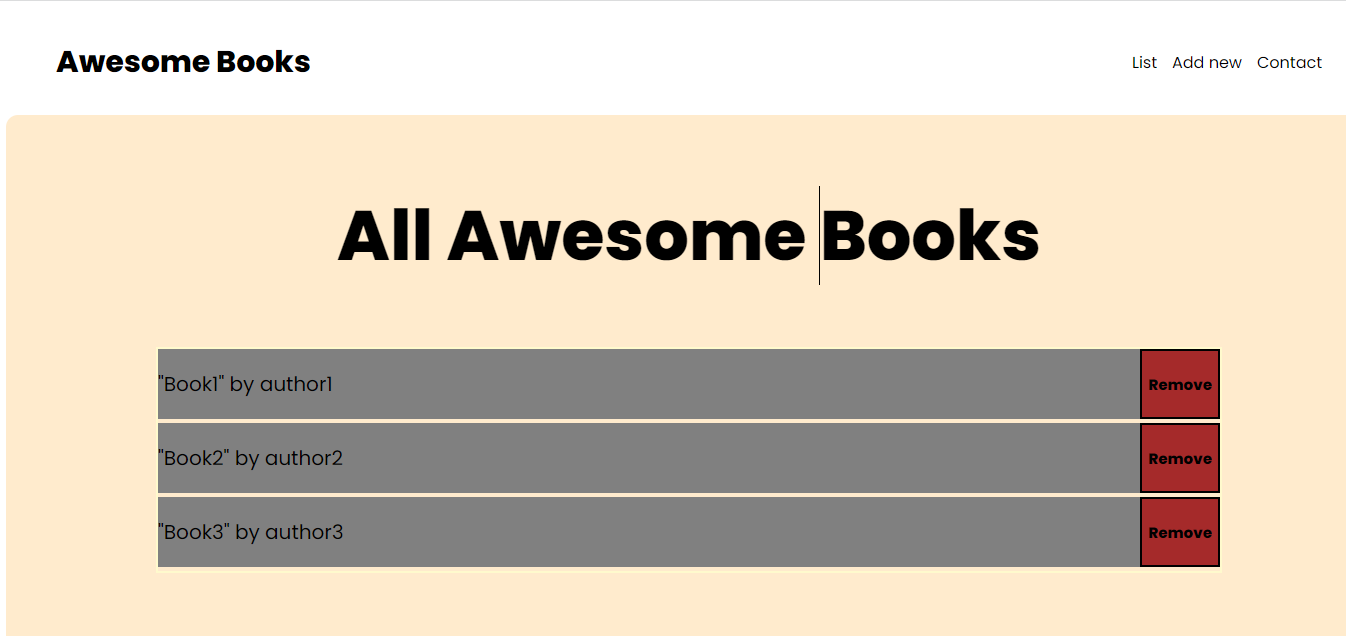 Awesome Books
List Add new Contact
All Awesome Books
"Book1" by author1
Remove
"Book2" by author2
Remove
"Book3" by author3
Remove